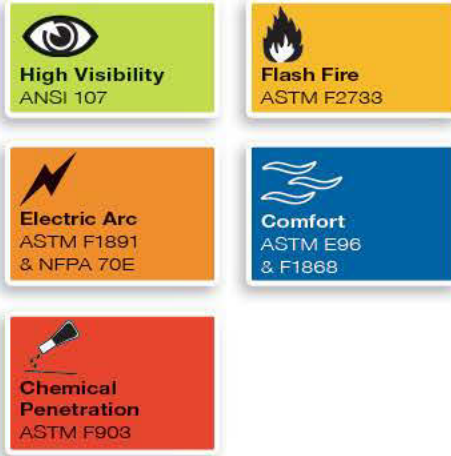 High Visibility
ANSI 107
Flash Fire
ASTM F2733
Electric Arc
ASTM F1891
& NFPA 70E
Comfort
ASTM E96
& F1868
Chemical
Penetration
ASTM F903